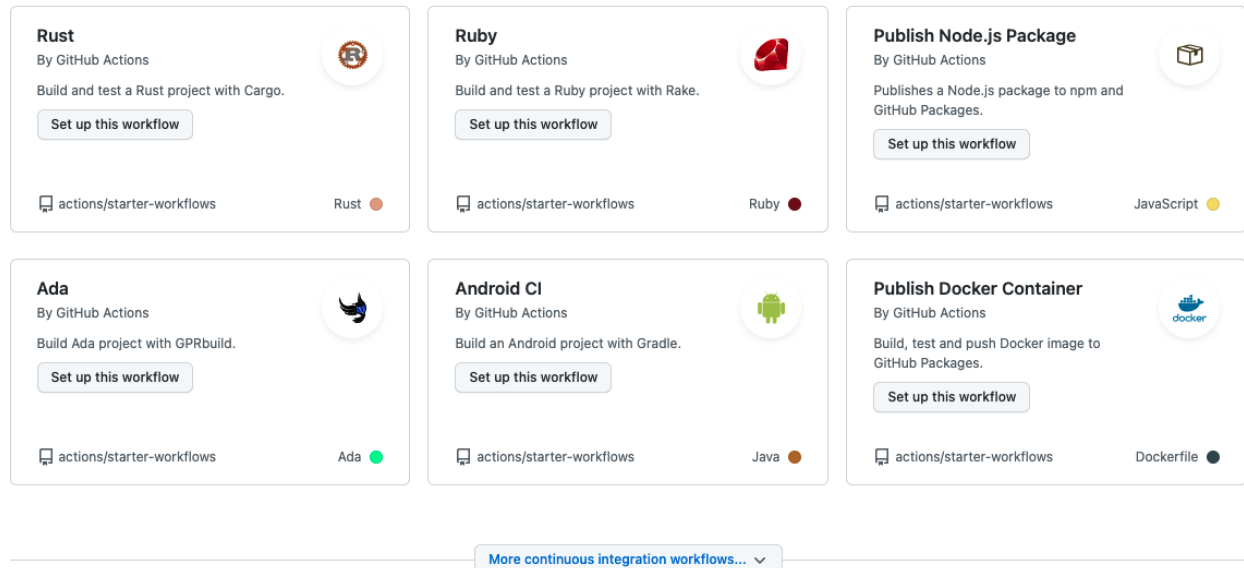 Rust
By GitHub Actions
Build and test a Rust project with Cargo.
Set up this workflow
actions/starter-workflows
Rust
Ruby
By GitHub Actions
Build and test a Ruby project with Rake.
Set up this workflow
actions/starter-workflows
Ruby
Publish Node.js Package
By GitHub Actions
Publishes a Node.js package to npm and
GitHub Packages.
Set up this workflow
actions/starter-workflows
JavaScript
Ada
By GitHub Actions
Build Ada project with GPRbuild.
Set up this workflow
actions/starter-workflows
Ada
Android CI
By GitHub Actions
Build an Android project with Gradle.
Set up this workflow
actions/starter-workflows
Java
Publish Docker Container
By GitHub Actions
docker
Build, test and push Docker image to
GitHub Packages.
Set up this workflow
actions/starter-workflows
Dockerfile
More continuous integration workflows...